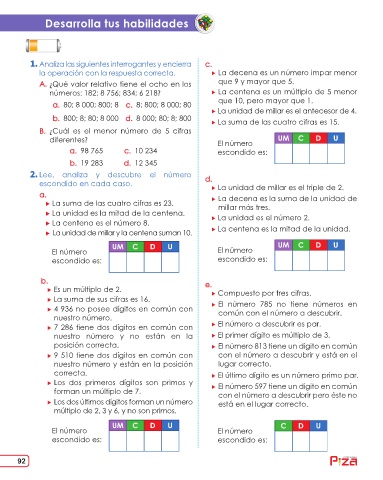 Desarrolla tus habilidades
1. Analiza las siguientes interrogantes y encierra
la operación con la respuesta correcta.
A. ¿Qué valor relativo tiene el ocho en los
números: 182; 8 756; 834; 6 218?
a. 80; 8 000; 800; 8   c. 8; 800; 8 000; 80
b. 800; 8; 80; 8 000   d. 8 000; 80; 8; 800
B. ¿Cuál es el menor número de 5 cifras
diferentes?
a. 98 765   c. 10 234
b. 19 283   d. 12 345
2. Lee, analiza y descubre el número
escondido en cada caso.
a.
La suma de las cuatro cifras es 23.
La unidad es la mitad de la centena.
La centena es el número 8.
La unidad de millar y la centena suman 10.
UM C D U
El número
escondido es:
b.
Es un múltiplo de 2.
La suma de sus cifras es 16.
4 936 no posee dígitos en común con
nuestro número.
7 286 tiene dos dígitos en común con
nuestro número y no están en la
posición correcta.
9 510 tiene dos dígitos en común con
nuestro número y están en la posición
correcta.
Los dos primeros dígitos son primos y
forman un múltiplo de 7.
Los dos últimos dígitos forman un número
múltiplo de 2, 3 y 6, y no son primos.
UM C D U
El número
escondido es:
c.
La decena es un número impar menor
que 9 y mayor que 5.
La centena es un múltiplo de 5 menor
que 10, pero mayor que 1.
La unidad de millar es el antecesor de 4.
La suma de las cuatro cifras es 15.
UM C D U
El número
escondido es:
d.
La unidad de millar es el triple de 2.
La decena es la suma de la unidad de
millar más tres.
La unidad es el número 2.
La centena es la mitad de la unidad.
UM C D U
El número
escondido es:
e.
Compuesto por tres cifras.
El número 785 no tiene números en
común con el número a descubrir.
El número a descubrir es par.
El primer dígito es múltiplo de 3.
El número 813 tiene un dígito en común
con el número a descubrir y está en el
lugar correcto.
El último dígito es un número primo par.
El número 597 tiene un dígito en común
con el número a descubrir pero éste no
está en el lugar correcto.
C D U
El número
escondido es:
92